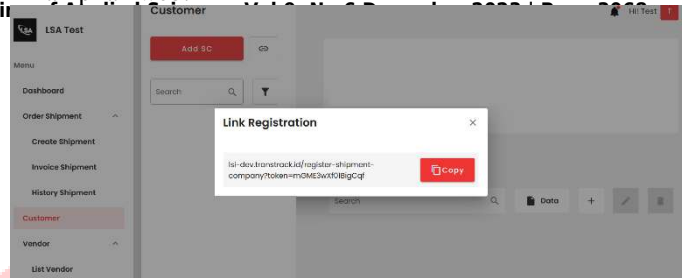 Customer
Hi! Test
T
LSA Test
Add SC
Menu
Dashboard
Search
Order Shipment
Link Registration
Create Shipment
lsi-dev.transtrack.id/register-shipment-
company?token=
Copy
Invoice Shipment
History Shipment
Search
Data
Customer
Vendor
List Vendor